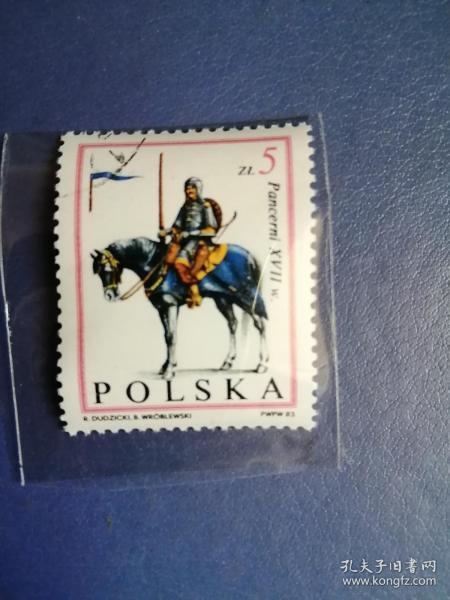 ZŁ 5
Pancerni XVII w.
POLSKA
R. DUDZICKI, B. WRÓBLEWSKI
PWPW 83
孔夫子旧书网
www.kongfz.com